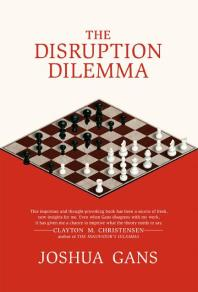 THE
DISRUPTION
DILEMMA
This important and thought-provoking book has been a source of fresh,
new insights for me. Even when Gans disagrees with my work,
it has given me a chance to improve what the theory needs to say.
CLAYTON M. CHRISTENSEN
author of THE INNOVATOR'S DILEMMA
JOSHUA GANS